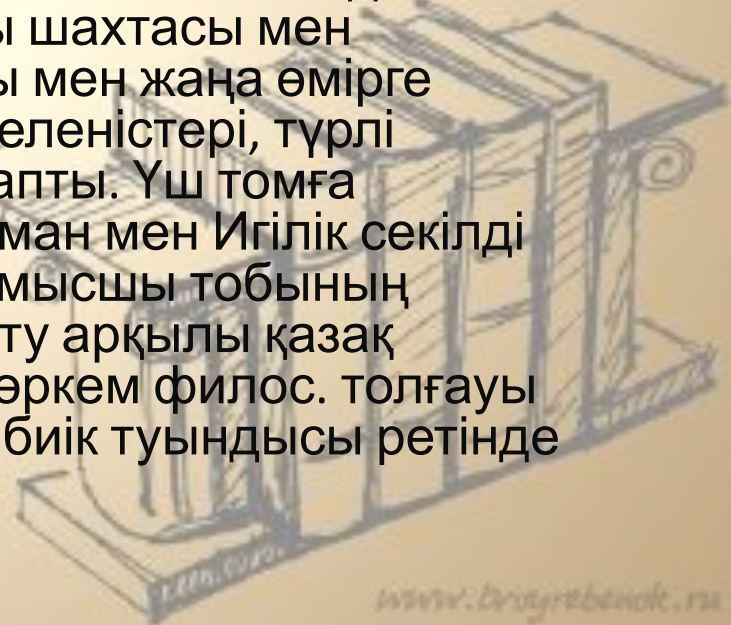 ы шахтасы мен
ы мен жаңа өмірге
еленістері, түрлі
апты. Үш томға
ман мен Игілік секілді
мысшы тобының
ту арқылы қазақ
әркем филос. толғауы
биік туындысы ретінде